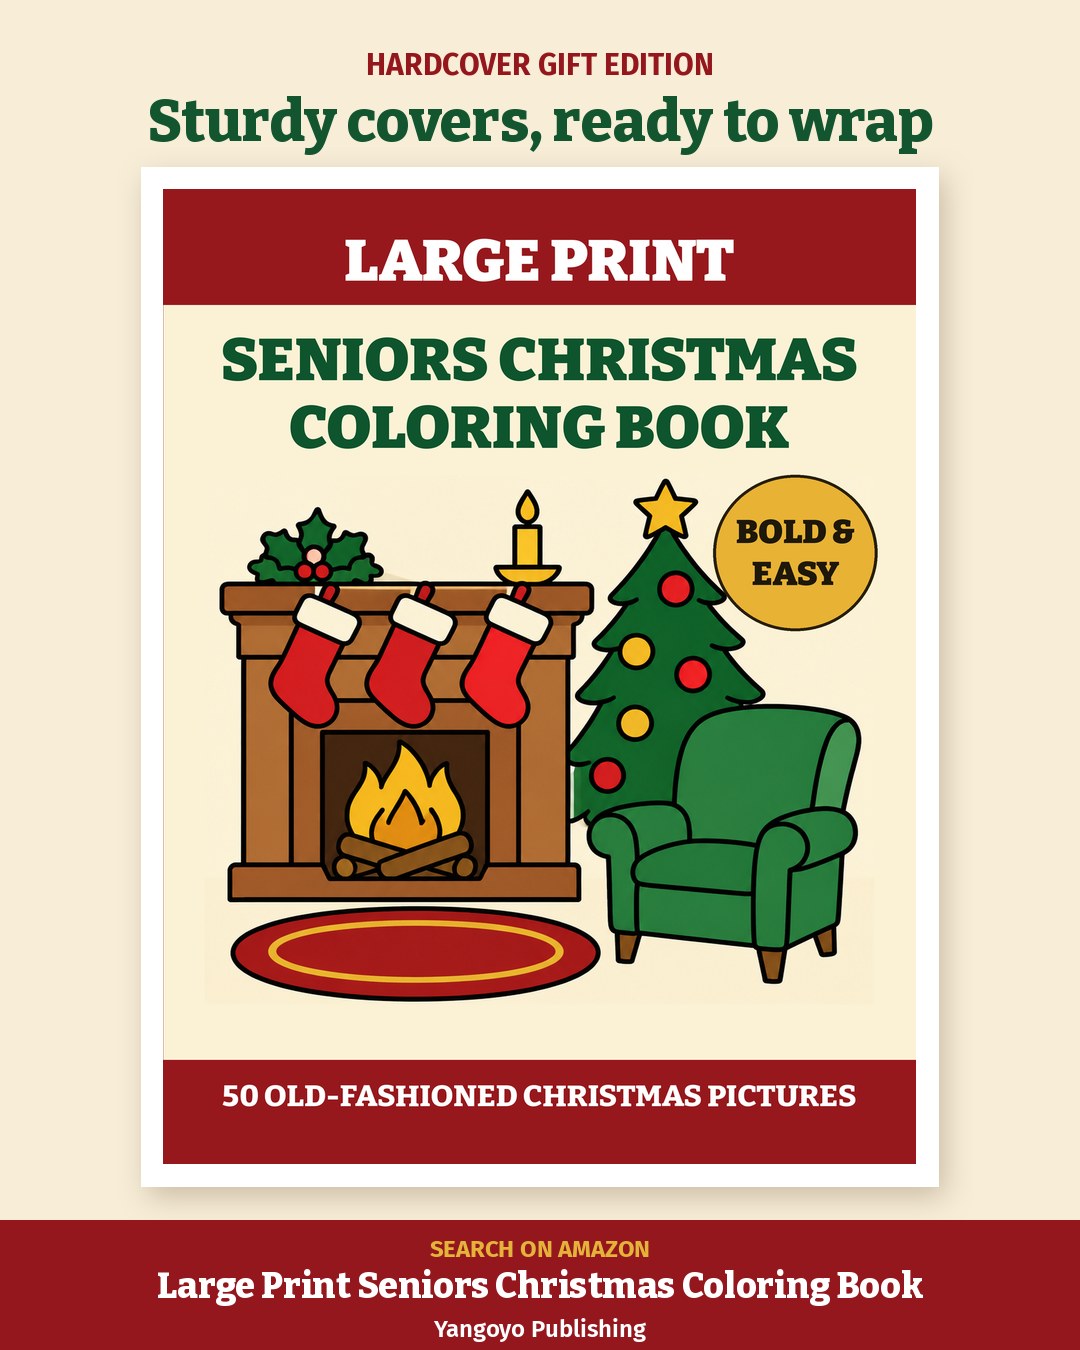 HARDCOVER GIFT EDITION
Sturdy covers, ready to wrap
LARGE PRINT
SENIORS CHRISTMAS
COLORING BOOK
BOLD &
EASY
50 OLD-FASHIONED CHRISTMAS PICTURES
SEARCH ON AMAZON
Large Print Seniors Christmas Coloring Book
Yangoyo Publishing